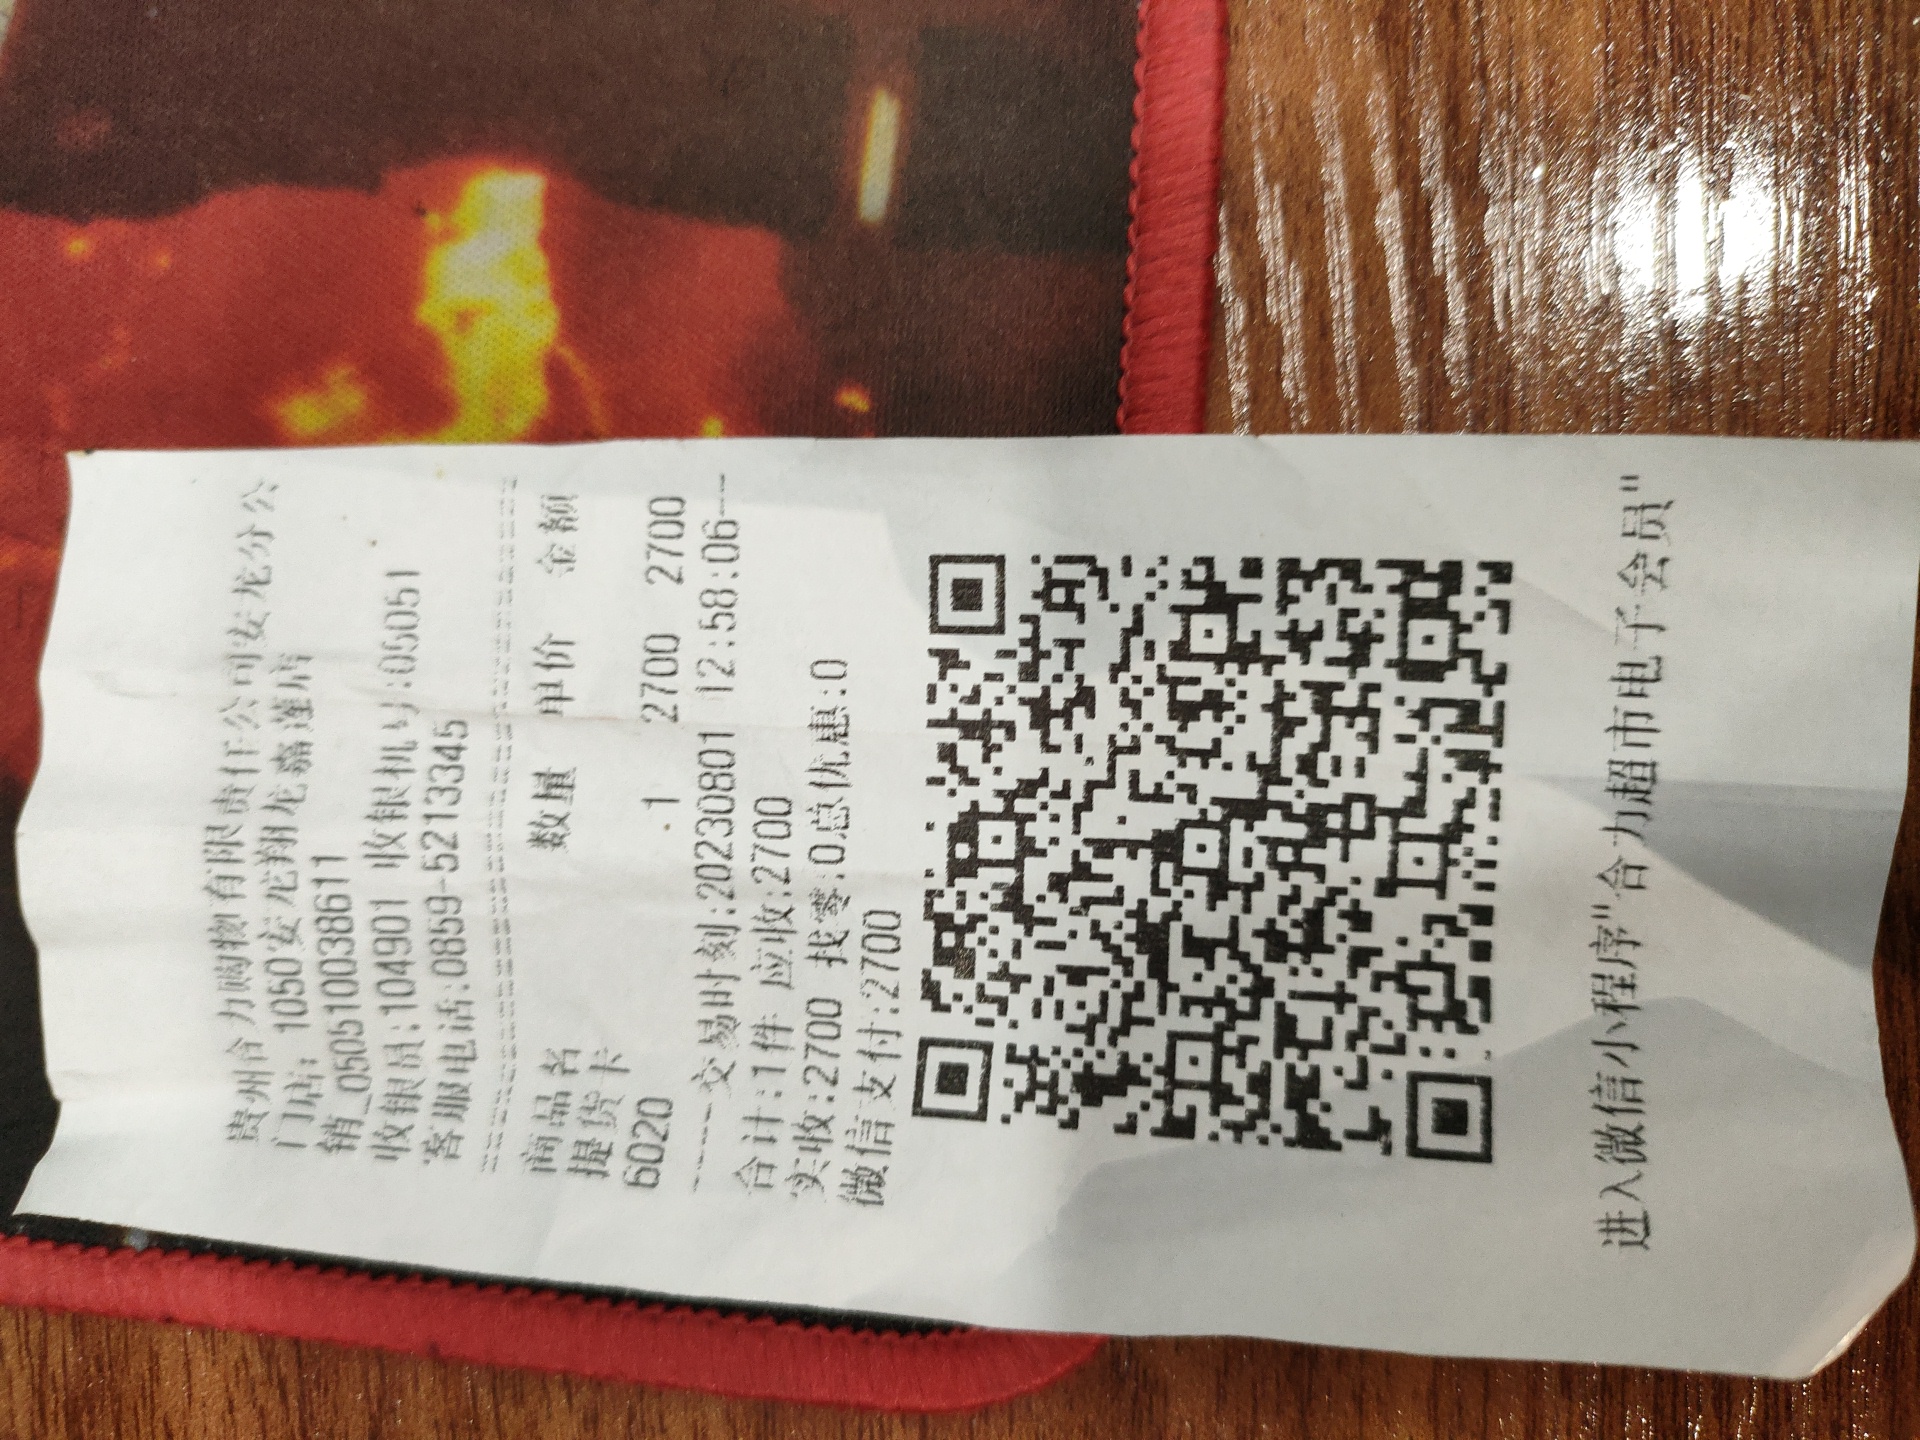 贵州合力购物有限责任公司安龙分公
门店: 1050安龙翔龙嘉莲店
销_050510038611
收银员:104901 收银机号:05051
客服电话:0859-5213345
商品名 数量 单价 金额
提货卡
6020 1 2700 2700
----交易时刻:20230801 12:58:06--
合计:1件 应收:2700
实收:2700 找零:0总优惠:0
微信支付:2700
进入微信小程序"合力超市电子会员"